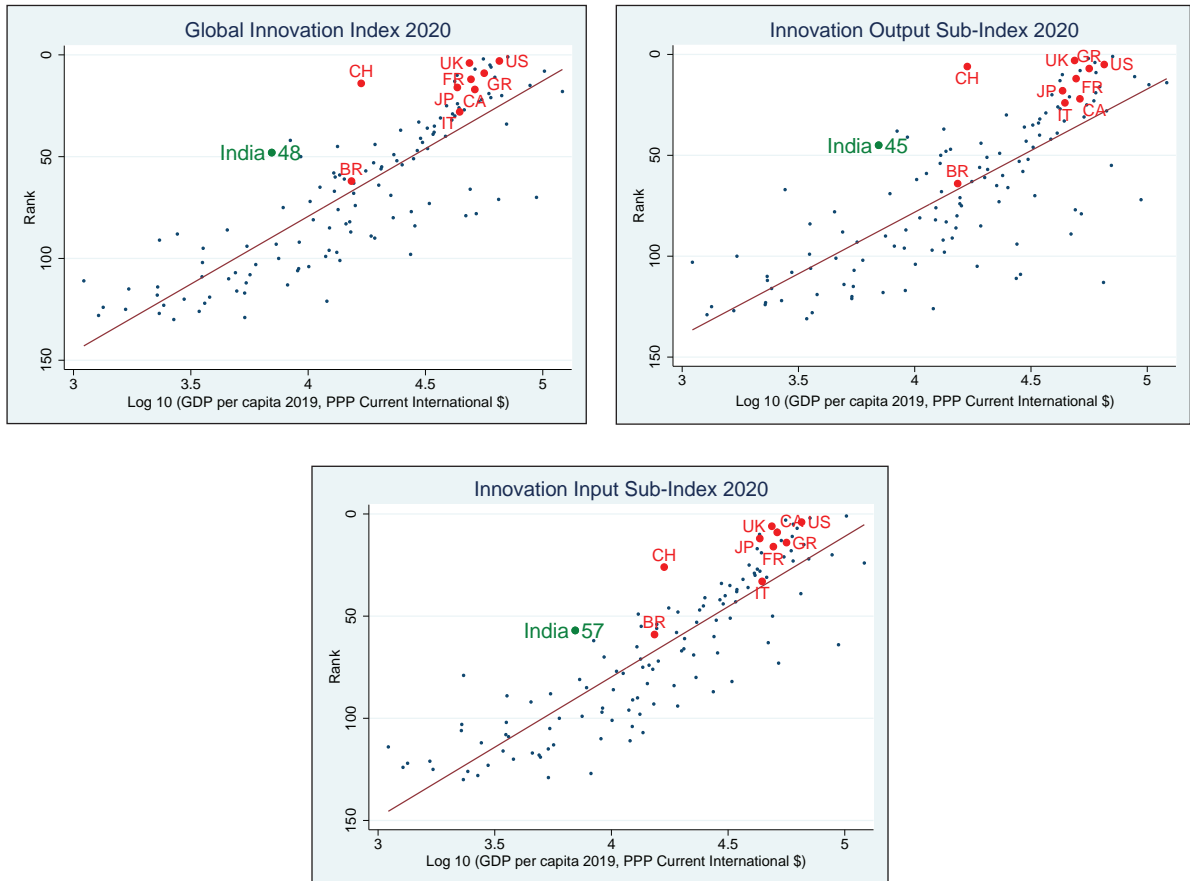 Global Innovation Index 2020
0
50
100
150
Rank
CH
UK
US
FR
GR
JP
CA
IT
India 48
BR
3
3.5
4
4.5
5
Log 10 (GDP per capita 2019, PPP Current International $)
Innovation Output Sub-Index 2020
0
50
100
150
Rank
CH
UK
GR
US
JP
FR
IT
CA
India 45
BR
3
3.5
4
4.5
5
Log 10 (GDP per capita 2019, PPP Current International $)
Innovation Input Sub-Index 2020
0
50
100
150
Rank
CH
UK
CA
US
JP
GR
FR
IT
India 57
BR
3
3.5
4
4.5
5
Log 10 (GDP per capita 2019, PPP Current International $)